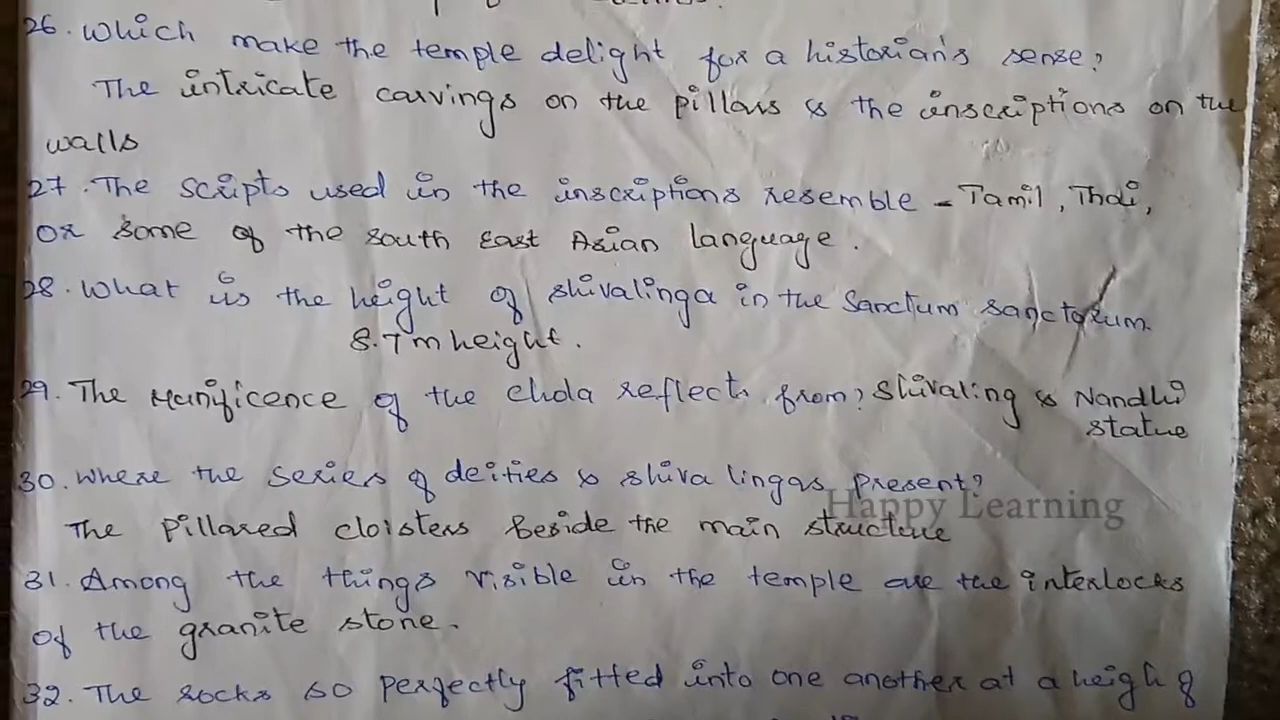 26. Which make the temple delight for a historian's sense?
The intricate carvings on the pillars & the inscriptions on the
walls
27. The scripts used in the inscriptions resemble - Tamil, Thai,
or some of the south East Asian language.
28. What is the height of shivalinga in the Sanctum sanctorum.
8.7m height.
29. The Manificence of the chola reflects from? Shivaling & Nandhi
statue
30. Where the series of deities & shiva lingas present?
Happy Learning
The pillared cloisters Beside the main structure
31. Among the things visible in the temple are the interlocks
of the granite stone.
32. The rocks so perfectly fitted into one another at a heigh of